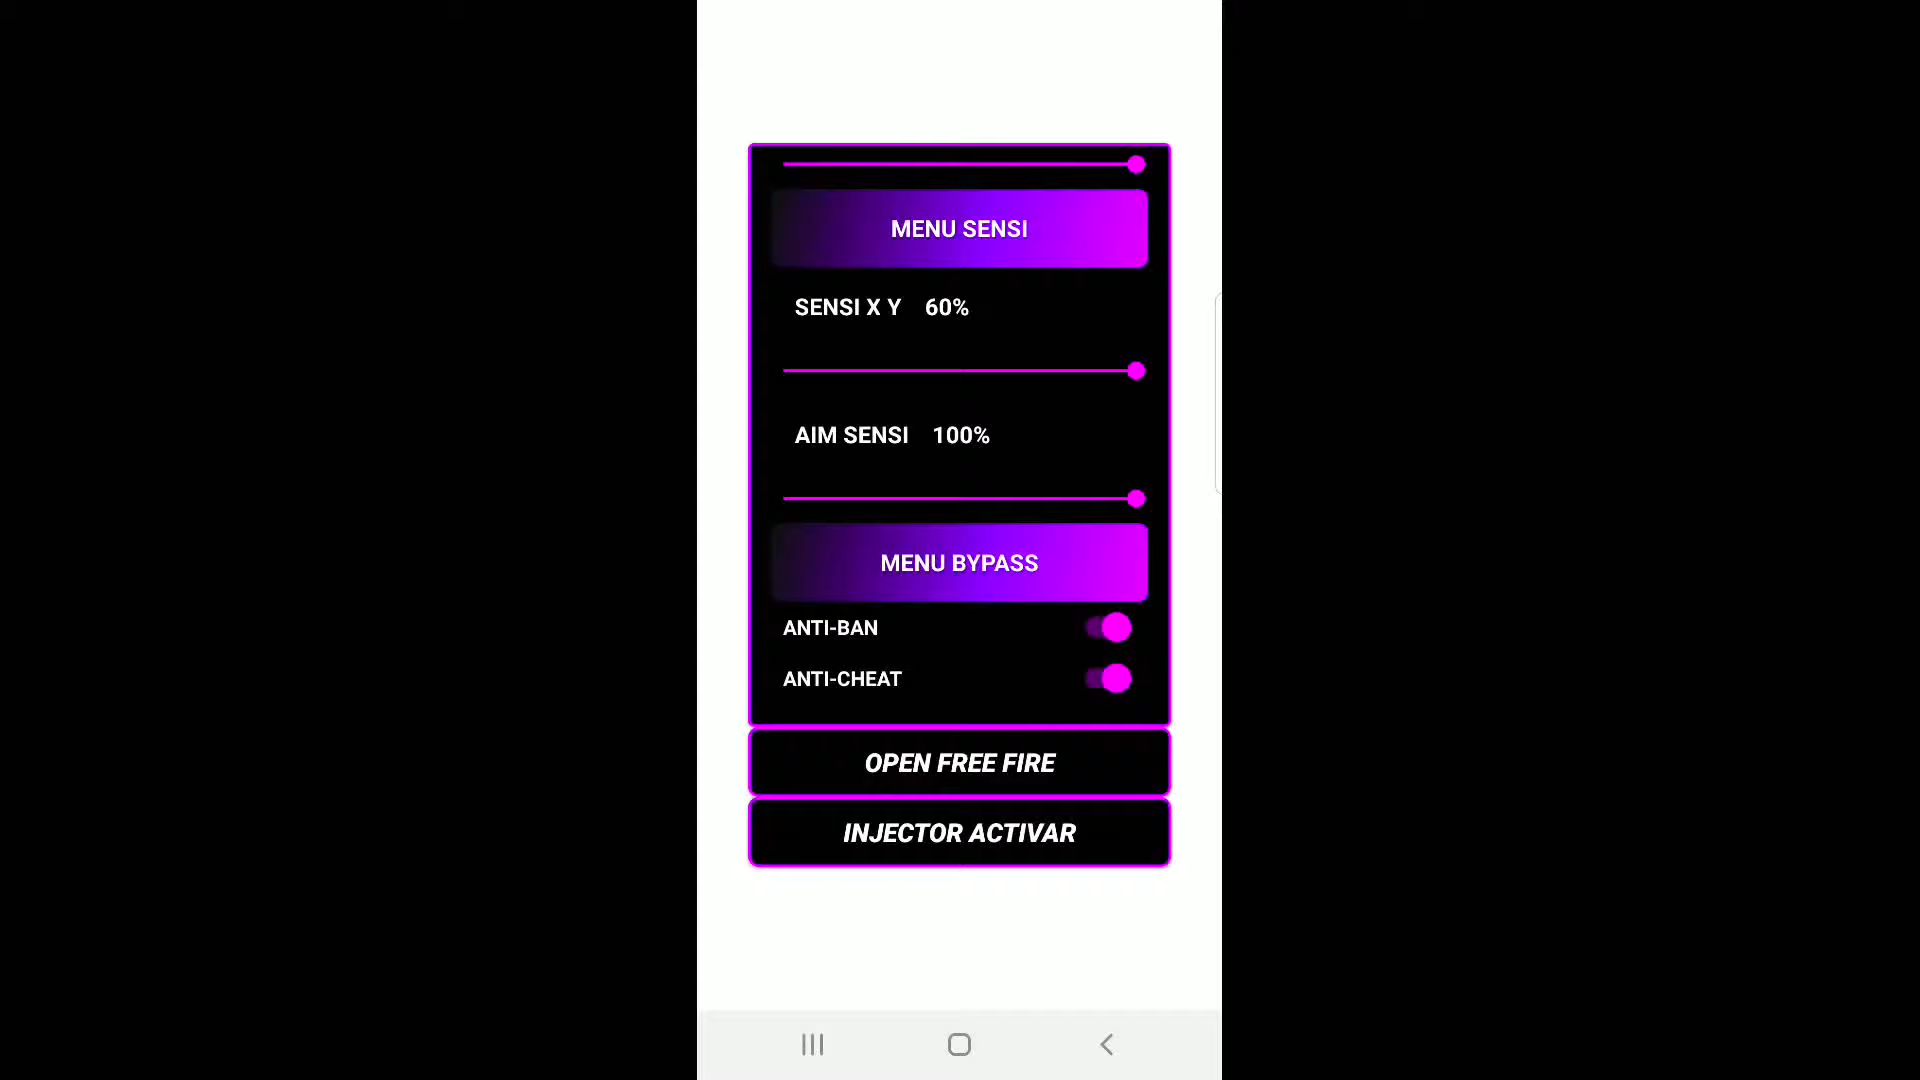 MENU SENSI
SENSI X Y 60%
AIM SENSI 100%
MENU BYPASS
ANTI-BAN
ANTI-CHEAT
OPEN FREE FIRE
INJECTOR ACTIVAR